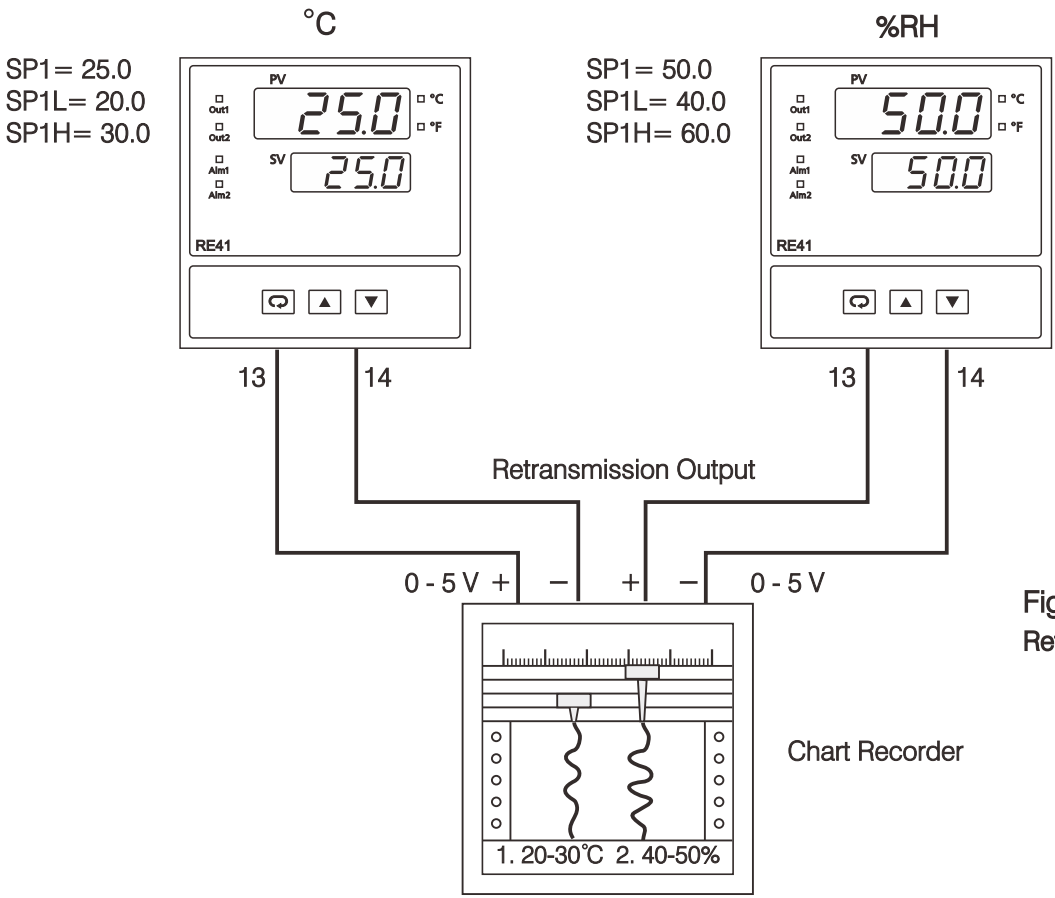 °C
SP1= 25.0
SP1L= 20.0
SP1H= 30.0
PV
25.0
°C
°F
Out1
Out2
SV
25.0
Alm1
Alm2
RE41
13
14
%RH
SP1 = 50.0
SP1L= 40.0
SP1H= 60.0
PV
50.0
°C
°F
Out1
Out2
SV
50.0
Alm1
Alm2
RE41
13
14
Retransmission Output
0 - 5 V + − + − 0 - 5 V
Fig
Ret
Chart Recorder
1. 20-30°C 2. 40-50%